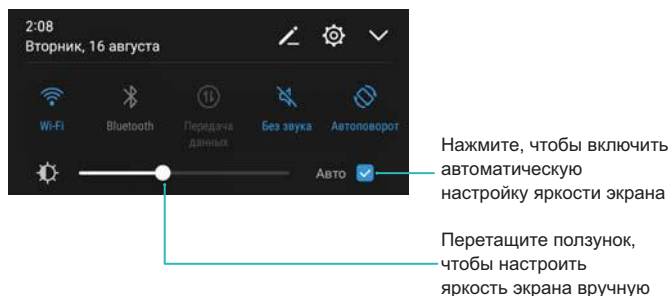 2:08
Вторник, 16 августа
Wi-Fi
Bluetooth
Передача
данных
Без звука
Автоповорот
Авто
Нажмите, чтобы включить
автоматическую
настройку яркости экрана
Перетащите ползунок,
чтобы настроить
яркость экрана вручную